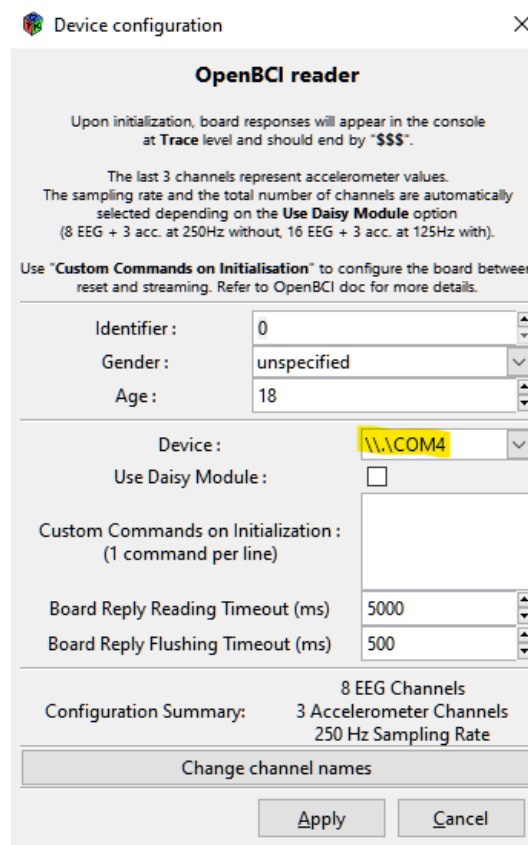 Device configuration
OpenBCI reader
Upon initialization, board responses will appear in the console
at Trace level and should end by "$$$".
The last 3 channels represent accelerometer values.
The sampling rate and the total number of channels are automatically
selected depending on the Use Daisy Module option
(8 EEG + 3 acc. at 250Hz without, 16 EEG + 3 acc. at 125Hz with).
Use "Custom Commands on Initialisation" to configure the board between
reset and streaming. Refer to OpenBCI doc for more details.
Identifier : 0
Gender : unspecified
Age : 18
Device : \\.\COM4
Use Daisy Module :
Custom Commands on Initialization :
(1 command per line)
Board Reply Reading Timeout (ms) 5000
Board Reply Flushing Timeout (ms) 500
8 EEG Channels
Configuration Summary: 3 Accelerometer Channels
250 Hz Sampling Rate
Change channel names
Apply Cancel